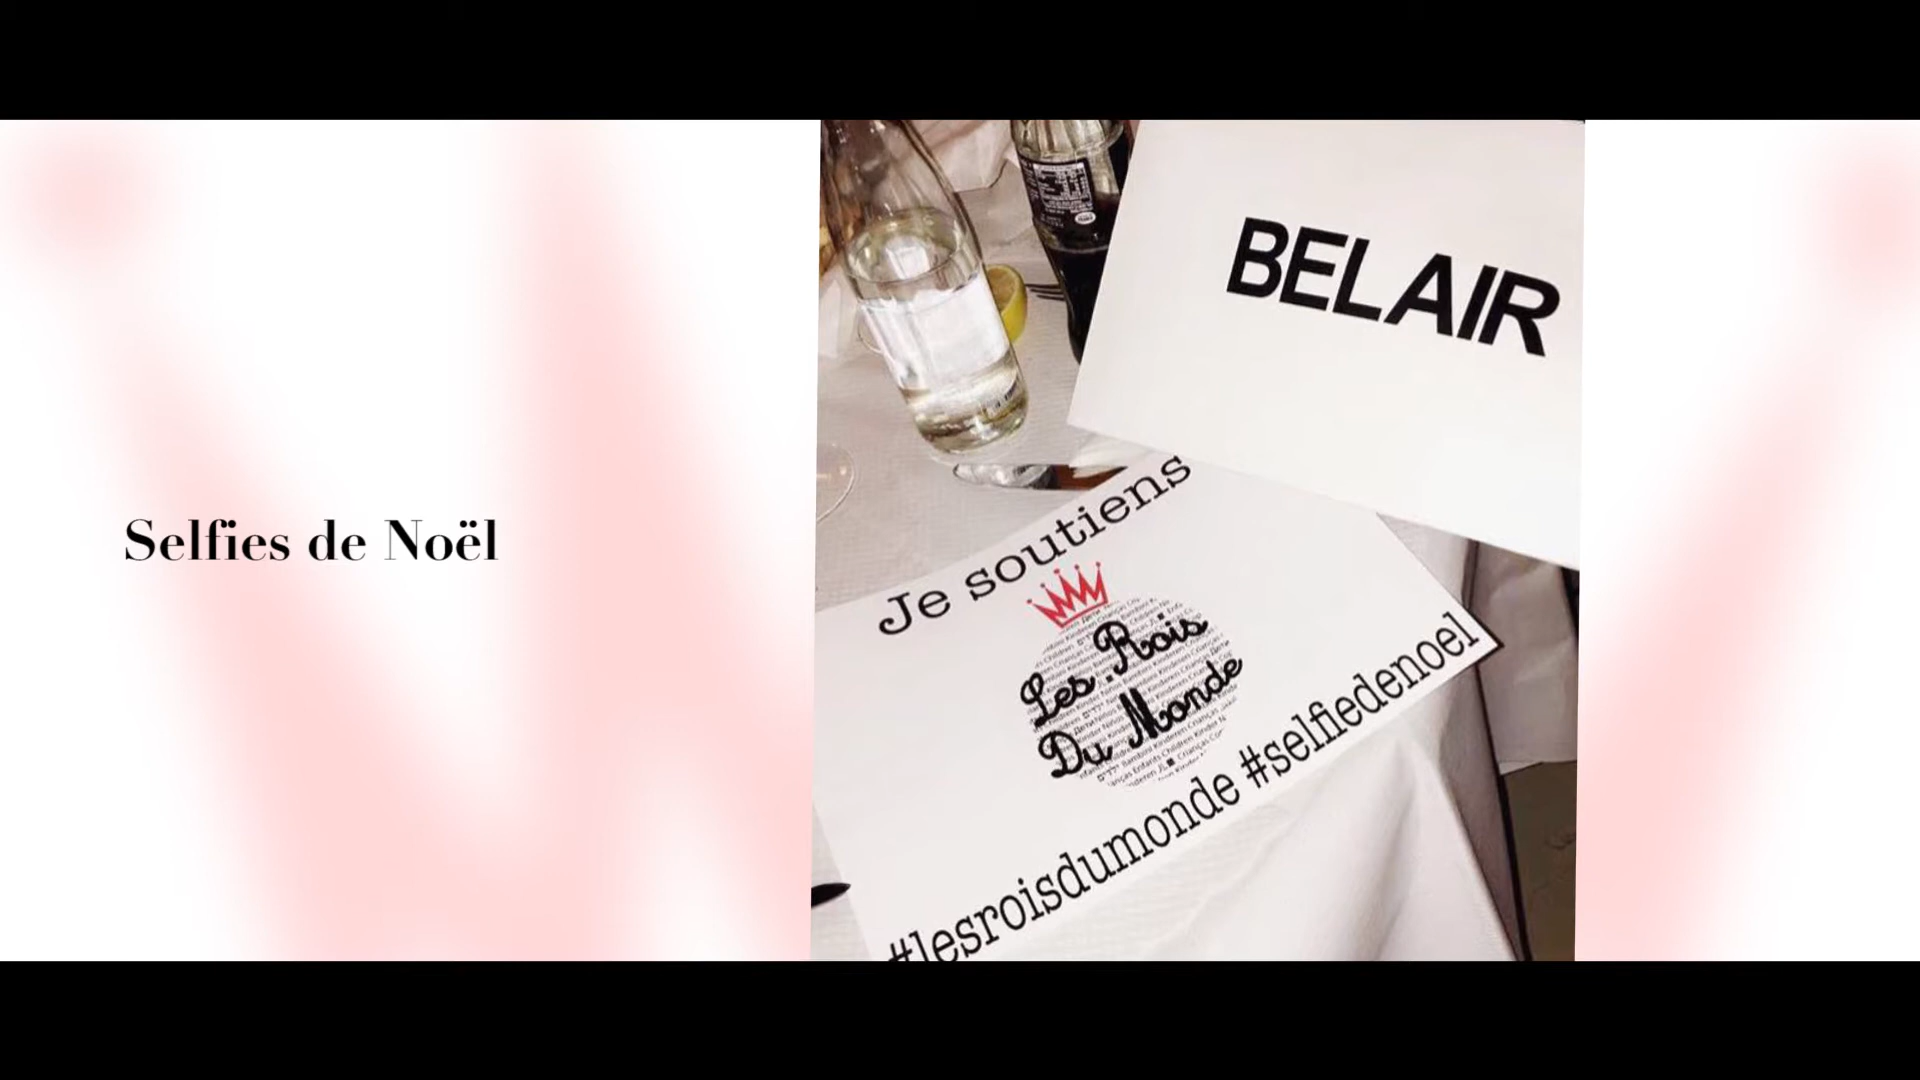 Selfies de Noël
BELAIR
Je soutiens
Les Rois
Du Monde
#lesroisdumonde #selfiedenoel